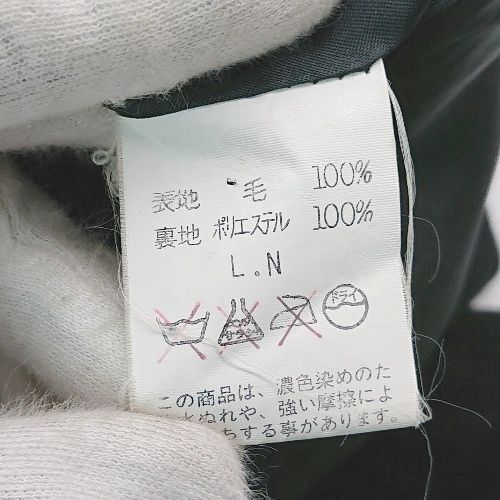 表地 毛 100%
裏地 ポリエステル 100%
L.N
ドライ
この商品は、濃色染めのた
ぬれや、強い摩擦によ
ちする事があります。